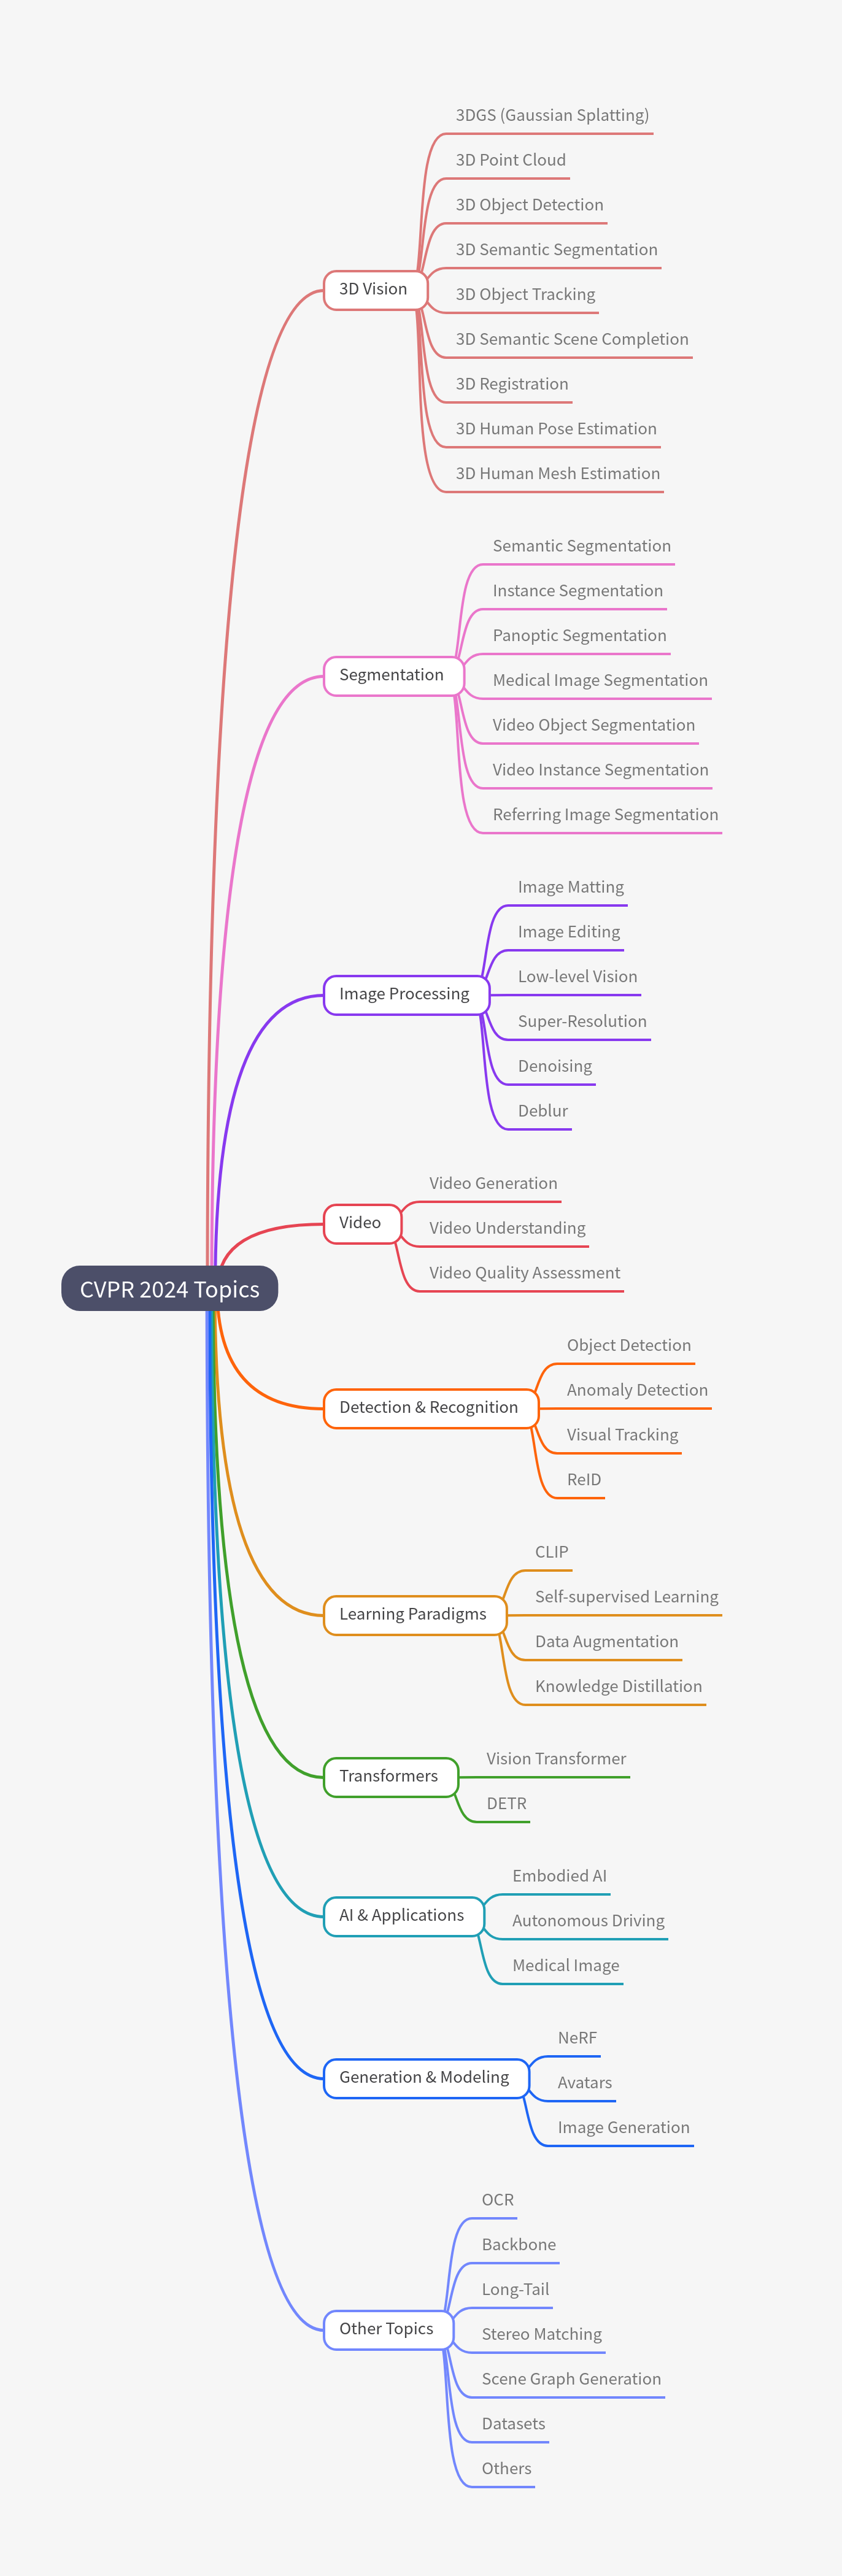 CVPR 2024 Topics
3D Vision
3DGS (Gaussian Splatting)
3D Point Cloud
3D Object Detection
3D Semantic Segmentation
3D Object Tracking
3D Semantic Scene Completion
3D Registration
3D Human Pose Estimation
3D Human Mesh Estimation
Segmentation
Semantic Segmentation
Instance Segmentation
Panoptic Segmentation
Medical Image Segmentation
Video Object Segmentation
Video Instance Segmentation
Referring Image Segmentation
Image Processing
Image Matting
Image Editing
Low-level Vision
Super-Resolution
Denoising
Deblur
Video
Video Generation
Video Understanding
Video Quality Assessment
Detection & Recognition
Object Detection
Anomaly Detection
Visual Tracking
ReID
Learning Paradigms
CLIP
Self-supervised Learning
Data Augmentation
Knowledge Distillation
Transformers
Vision Transformer
DETR
AI & Applications
Embodied AI
Autonomous Driving
Medical Image
Generation & Modeling
NeRF
Avatars
Image Generation
Other Topics
OCR
Backbone
Long-Tail
Stereo Matching
Scene Graph Generation
Datasets
Others